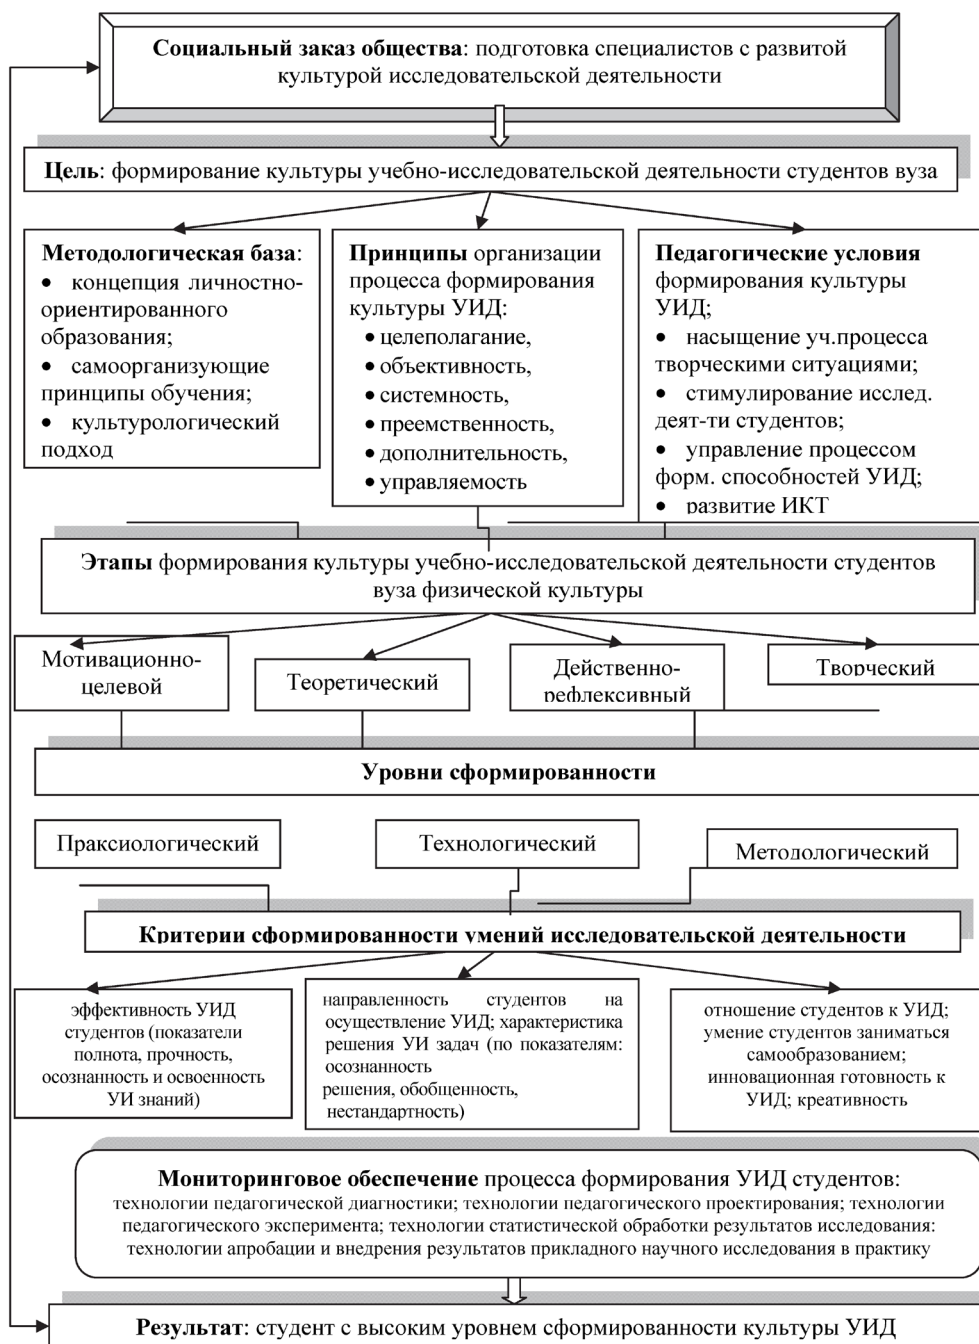 Социальный заказ общества: подготовка специалистов с развитой
культурой исследовательской деятельности
Цель: формирование культуры учебно-исследовательской деятельности студентов вуза
Методологическая база:
• концепция личностно-
ориентированного
образования;
• самоорганизующие
принципы обучения;
• культурологический
подход
Принципы организации
процесса формирования
культуры УИД:
• целеполагание,
• объективность,
• системность,
• преемственность,
• дополнительность,
• управляемость
Педагогические условия
формирования культуры
УИД;
• насыщение уч.процесса
творческими ситуациями;
• стимулирование исслед.
деят-ти студентов;
• управление процессом
форм. способностей УИД;
• развитие ИКТ
Этапы формирования культуры учебно-исследовательской деятельности студентов
вуза физической культуры
Мотивационно-
целевой
Теоретический
Действенно-
рефлексивный
Творческий
Уровни сформированности
Праксиологический
Технологический
Методологический
Критерии сформированности умений исследовательской деятельности
эффективность УИД
студентов (показатели
полнота, прочность,
осознанность и освоенность
УИ знаний)
направленность студентов на
осуществление УИД; характеристика
решения УИ задач (по показателям:
осознанность
решения, обобщенность,
нестандартность)
отношение студентов к УИД;
умение студентов заниматься
самообразованием;
инновационная готовность к
УИД; креативность
Мониторинговое обеспечение процесса формирования УИД студентов:
технологии педагогической диагностики; технологии педагогического проектирования; технологии
педагогического эксперимента; технологии статистической обработки результатов исследования:
технологии апробации и внедрения результатов прикладного научного исследования в практику
Результат: студент с высоким уровнем сформированности культуры УИД